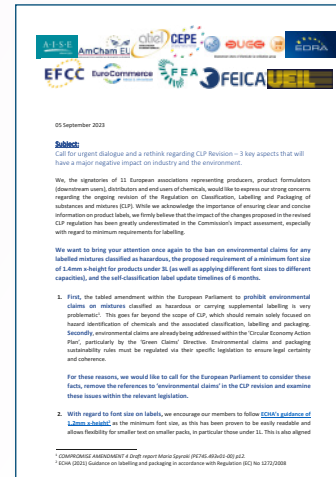 A.I.S.E.
AmCham EU
atiel
CEPE
DUCC
EDRA
EFCC
EuroCommerce
FEA
FEICA
UEIL
05 September 2023
Subject:
Call for urgent dialogue and a rethink regarding CLP Revision – 3 key aspects that will
have a major negative impact on industry and the environment.
We, the signatories of 11 European associations representing producers, product formulators
(downstream users), distributors and end users of chemicals, would like to express our strong concerns
regarding the ongoing revision of the Regulation on Classification, Labelling and Packaging of
substances and mixtures (CLP). While we acknowledge the importance of ensuring clear and concise
information on product labels, we firmly believe that the impact of the changes proposed in the revised
CLP regulation has been greatly underestimated in the Commission's impact assessment, especially
with regard to minimum requirements for labelling.
We want to bring your attention once again to the ban on environmental claims for any
labelled mixtures classified as hazardous, the proposed requirement of a minimum font size
of 1.4mm x-height for products under 3L (as well as applying different font sizes to different
capacities), and the self-classification label update timelines of 6 months.
1. First, the tabled amendment within the European Parliament to prohibit environmental
claims on mixtures classified as hazardous or carrying supplemental labelling is very
problematic¹. This goes far beyond the scope of CLP, which should remain solely focused on
hazard identification of chemicals and the associated classification, labelling and packaging.
Secondly, environmental claims are already being addressed within the 'Circular Economy Action
Plan', particularly by the 'Green Claims' Directive. Environmental claims and packaging
sustainability rules must be regulated via their specific legislation to ensure legal certainty
and coherence.
For these reasons, we would like to call for the European Parliament to consider these
facts, remove the references to 'environmental claims' in the CLP revision and examine
these issues within the relevant legislation.
2. With regard to font size on labels, we encourage our members to follow ECHA's guidance of
1.2mm x-height² as the minimum font size, as this has been proven to be easily readable and
allows flexibility for smaller text on smaller packs, in particular those under 1L. This is also aligned
¹ COMPROMISE AMENDMENT 4 Draft report Maria Spyraki (PE745.493v01-00) p12.
² ECHA (2021) Guidance on labelling and packaging in accordance with Regulation (EC) No 1272/2008